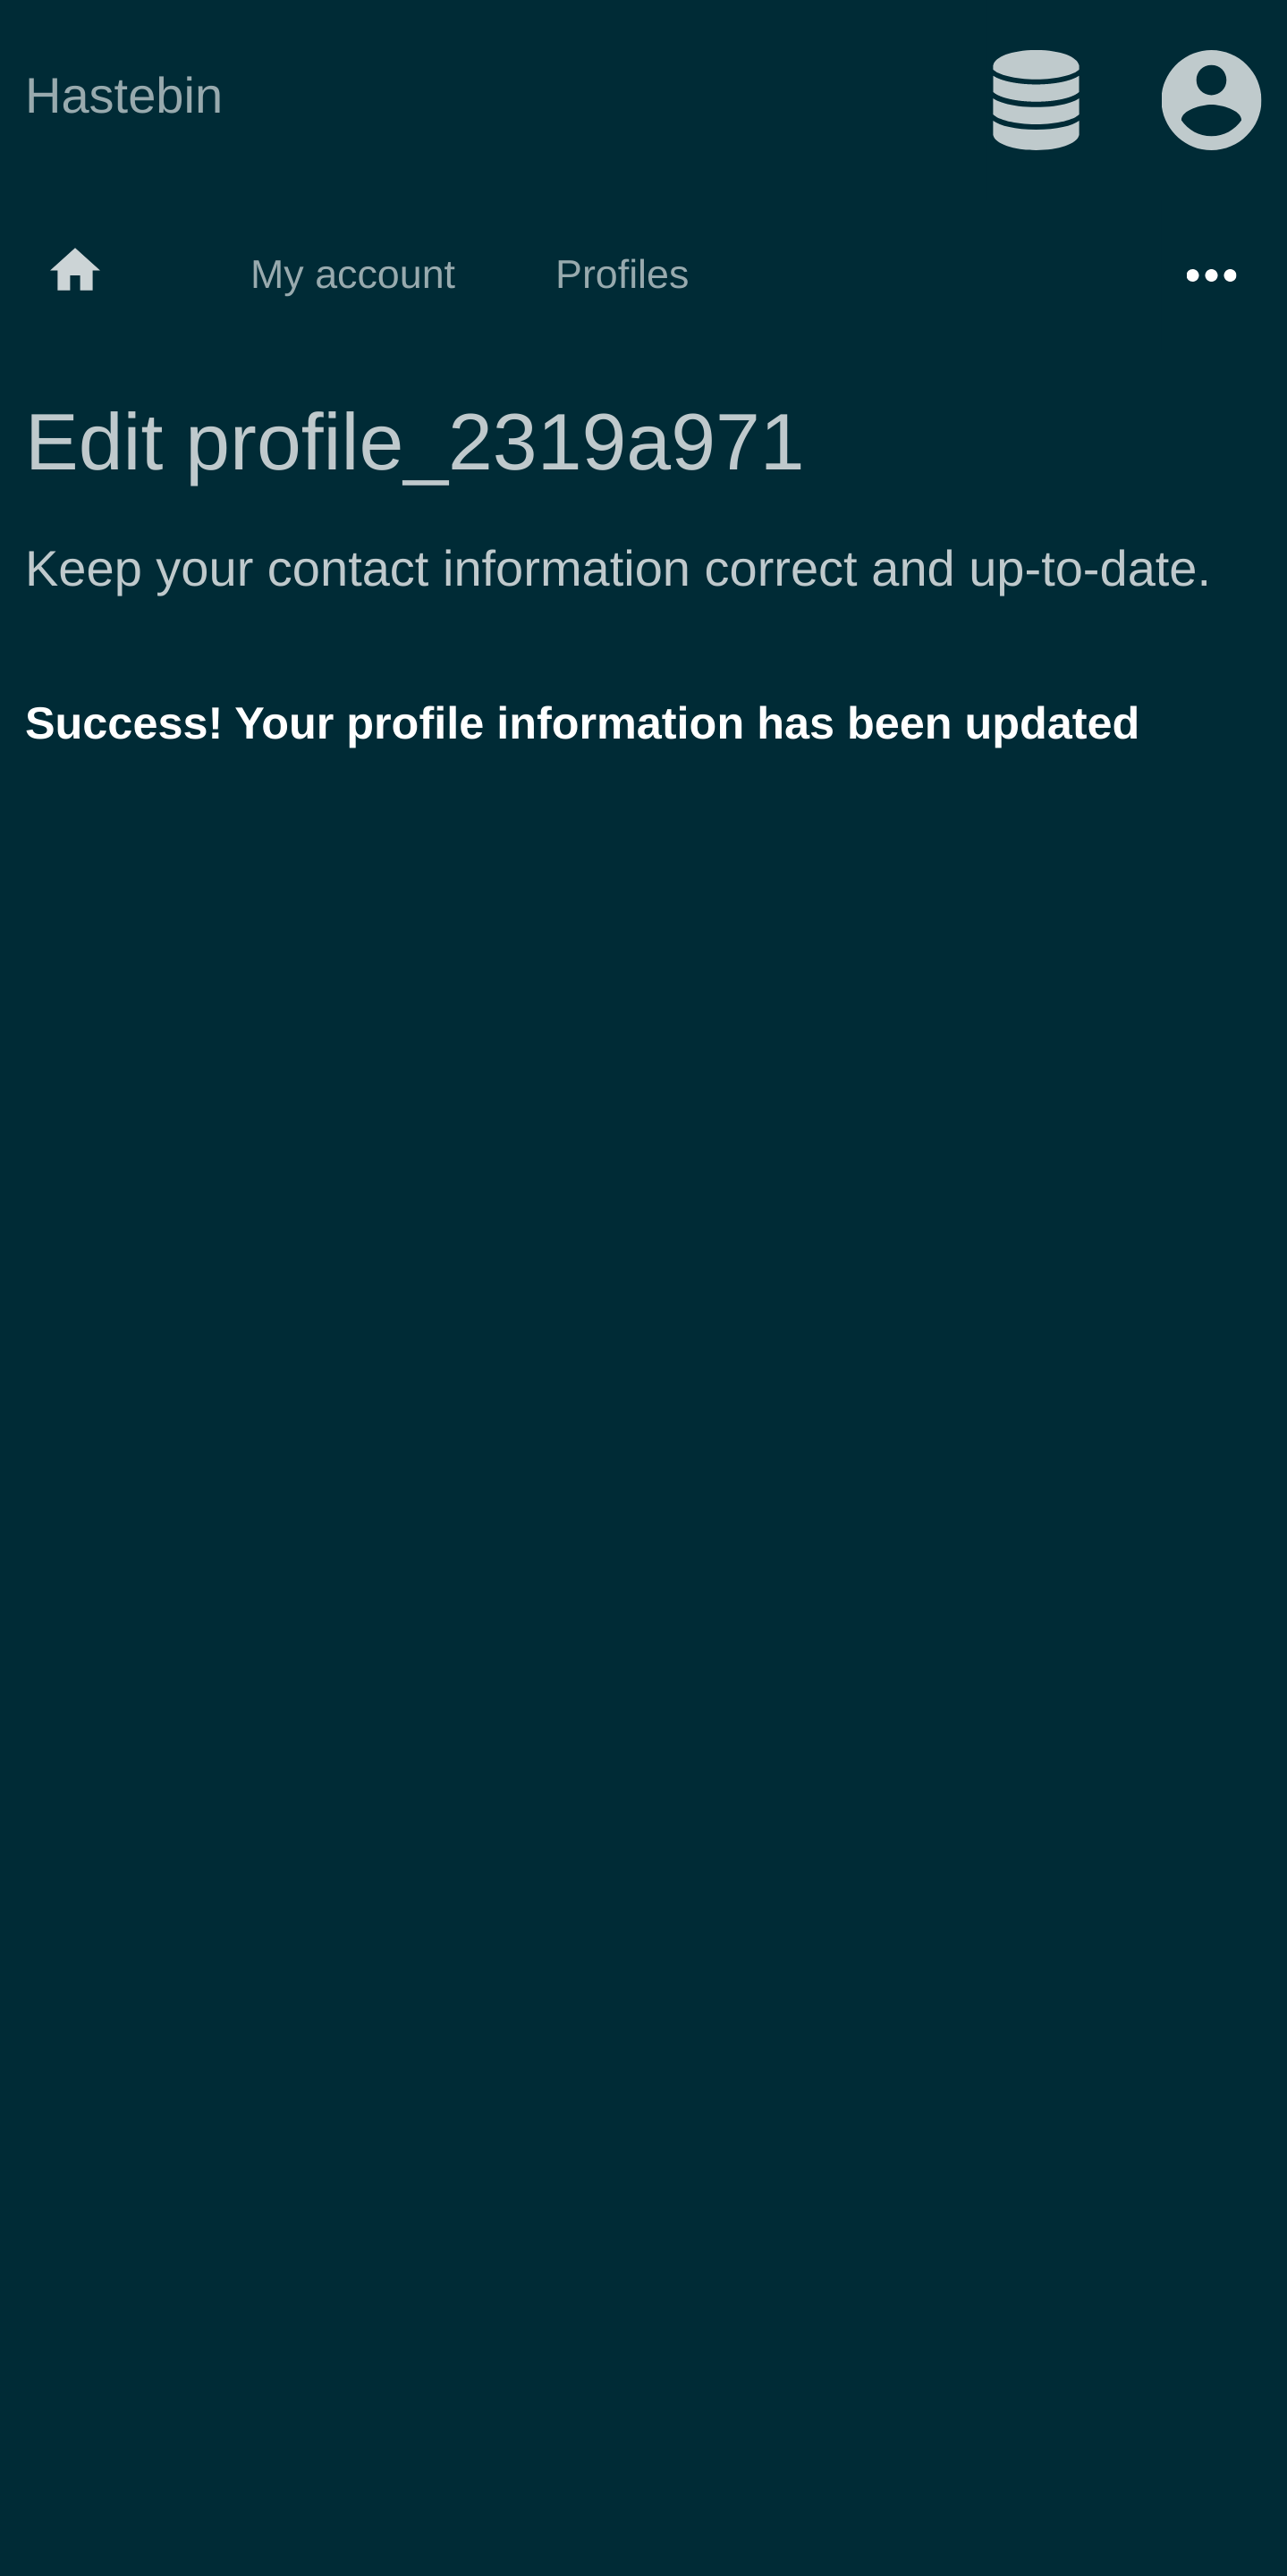 Hastebin
My account Profiles
Edit profile_2319a971
Keep your contact information correct and up-to-date.
Success! Your profile information has been updated